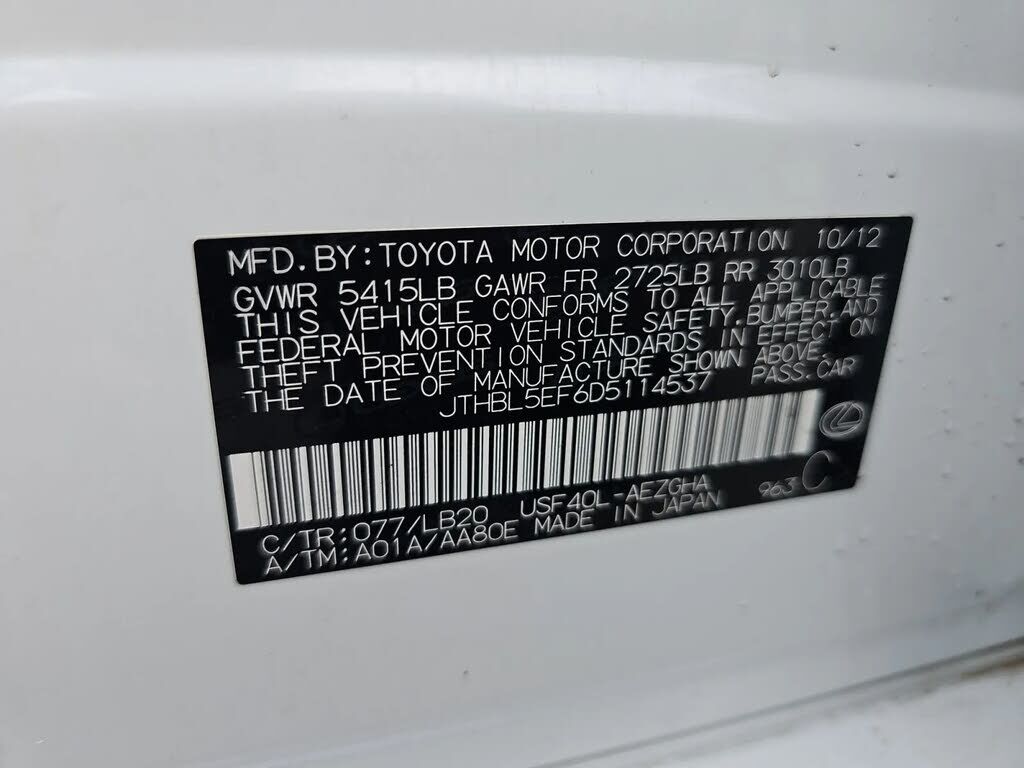 MFD. BY: TOYOTA MOTOR CORPORATION 10/12
GVWR 5415LB GAWR FR 2725LB RR 3010LB
THIS VEHICLE CONFORMS TO ALL APPLICABLE
FEDERAL MOTOR VEHICLE SAFETY, BUMPER, AND
THEFT PREVENTION STANDARDS IN EFFECT ON
THE DATE OF MANUFACTURE SHOWN ABOVE.
JTHBL5EF6D5114537 PASS.CAR
C/TR:077/LB20 USF40L-AEZGHA 963 C
A/TM:A01A/AA80E MADE IN JAPAN